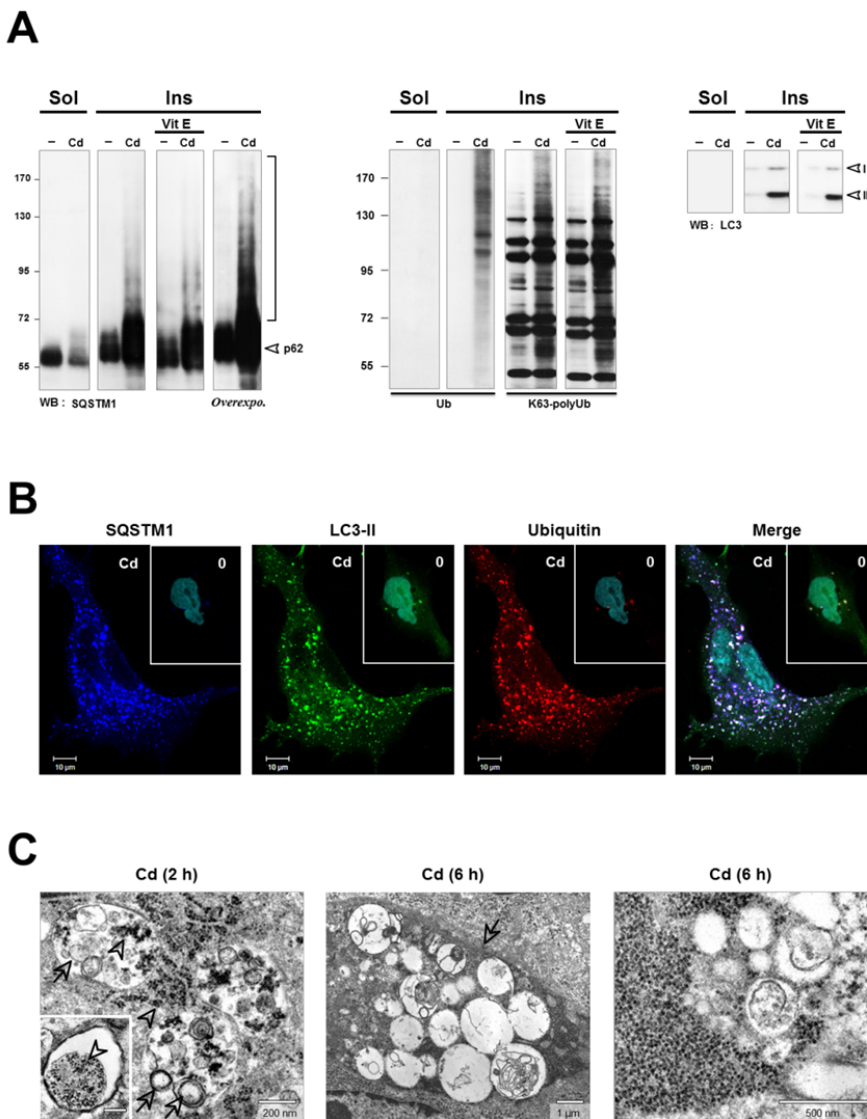 A
Sol Ins Sol Ins Sol Ins
Vit E Vit E Vit E
– Cd – Cd – Cd – Cd – Cd – Cd – Cd – Cd – Cd – Cd – Cd
170
130
95
72
55
p62
WB : SQSTM1 Overexpo.
170
130
95
72
55
Ub K63-polyUb
I
II
WB : LC3
B
SQSTM1 LC3-II Ubiquitin Merge
Cd 0 Cd 0 Cd 0 Cd 0
10 µm 10 µm 10 µm 10 µm
C
Cd (2 h) Cd (6 h) Cd (6 h)
200 nm 1 µm 500 nm